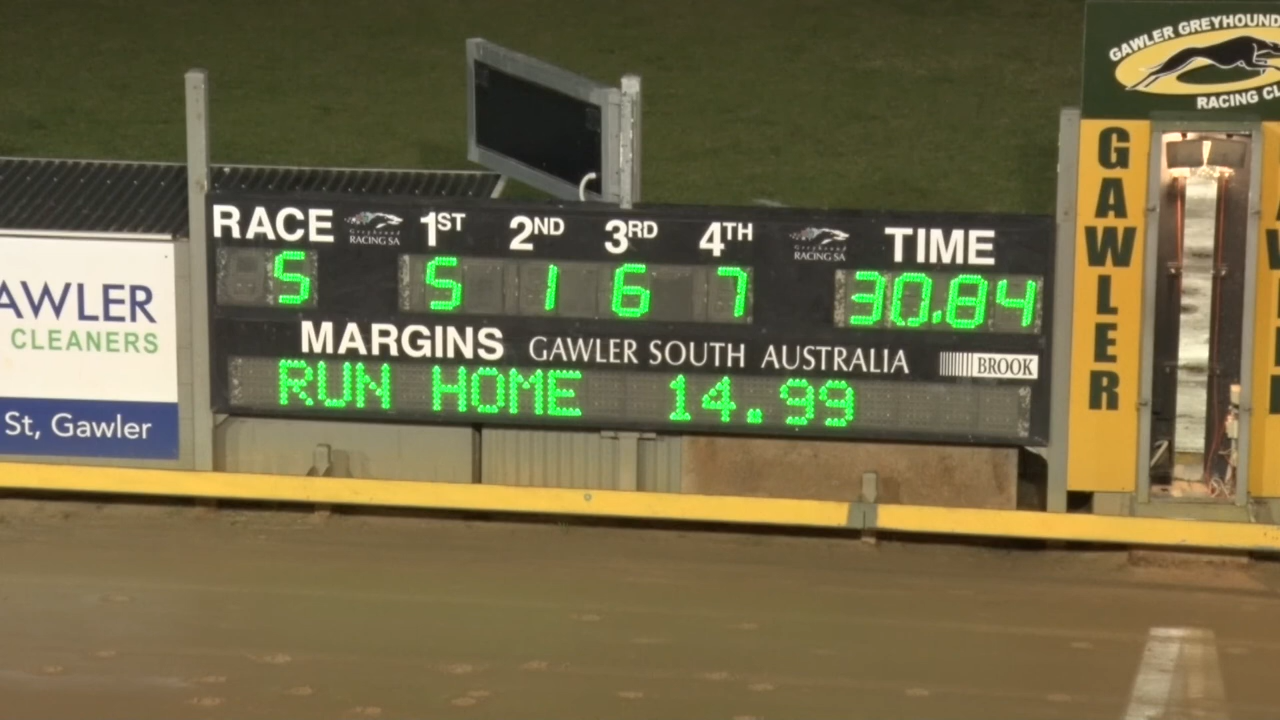 GAWLER GREYHOUND
RACING CL
RACE 1ST 2ND 3RD 4TH TIME
Greyhound RACING SA
Greyhound RACING SA
5 5 1 6 7 30.84
MARGINS GAWLER SOUTH AUSTRALIA BROOK
RUN HOME 14.99
AWLER
CLEANERS
St, Gawler
GAWLER